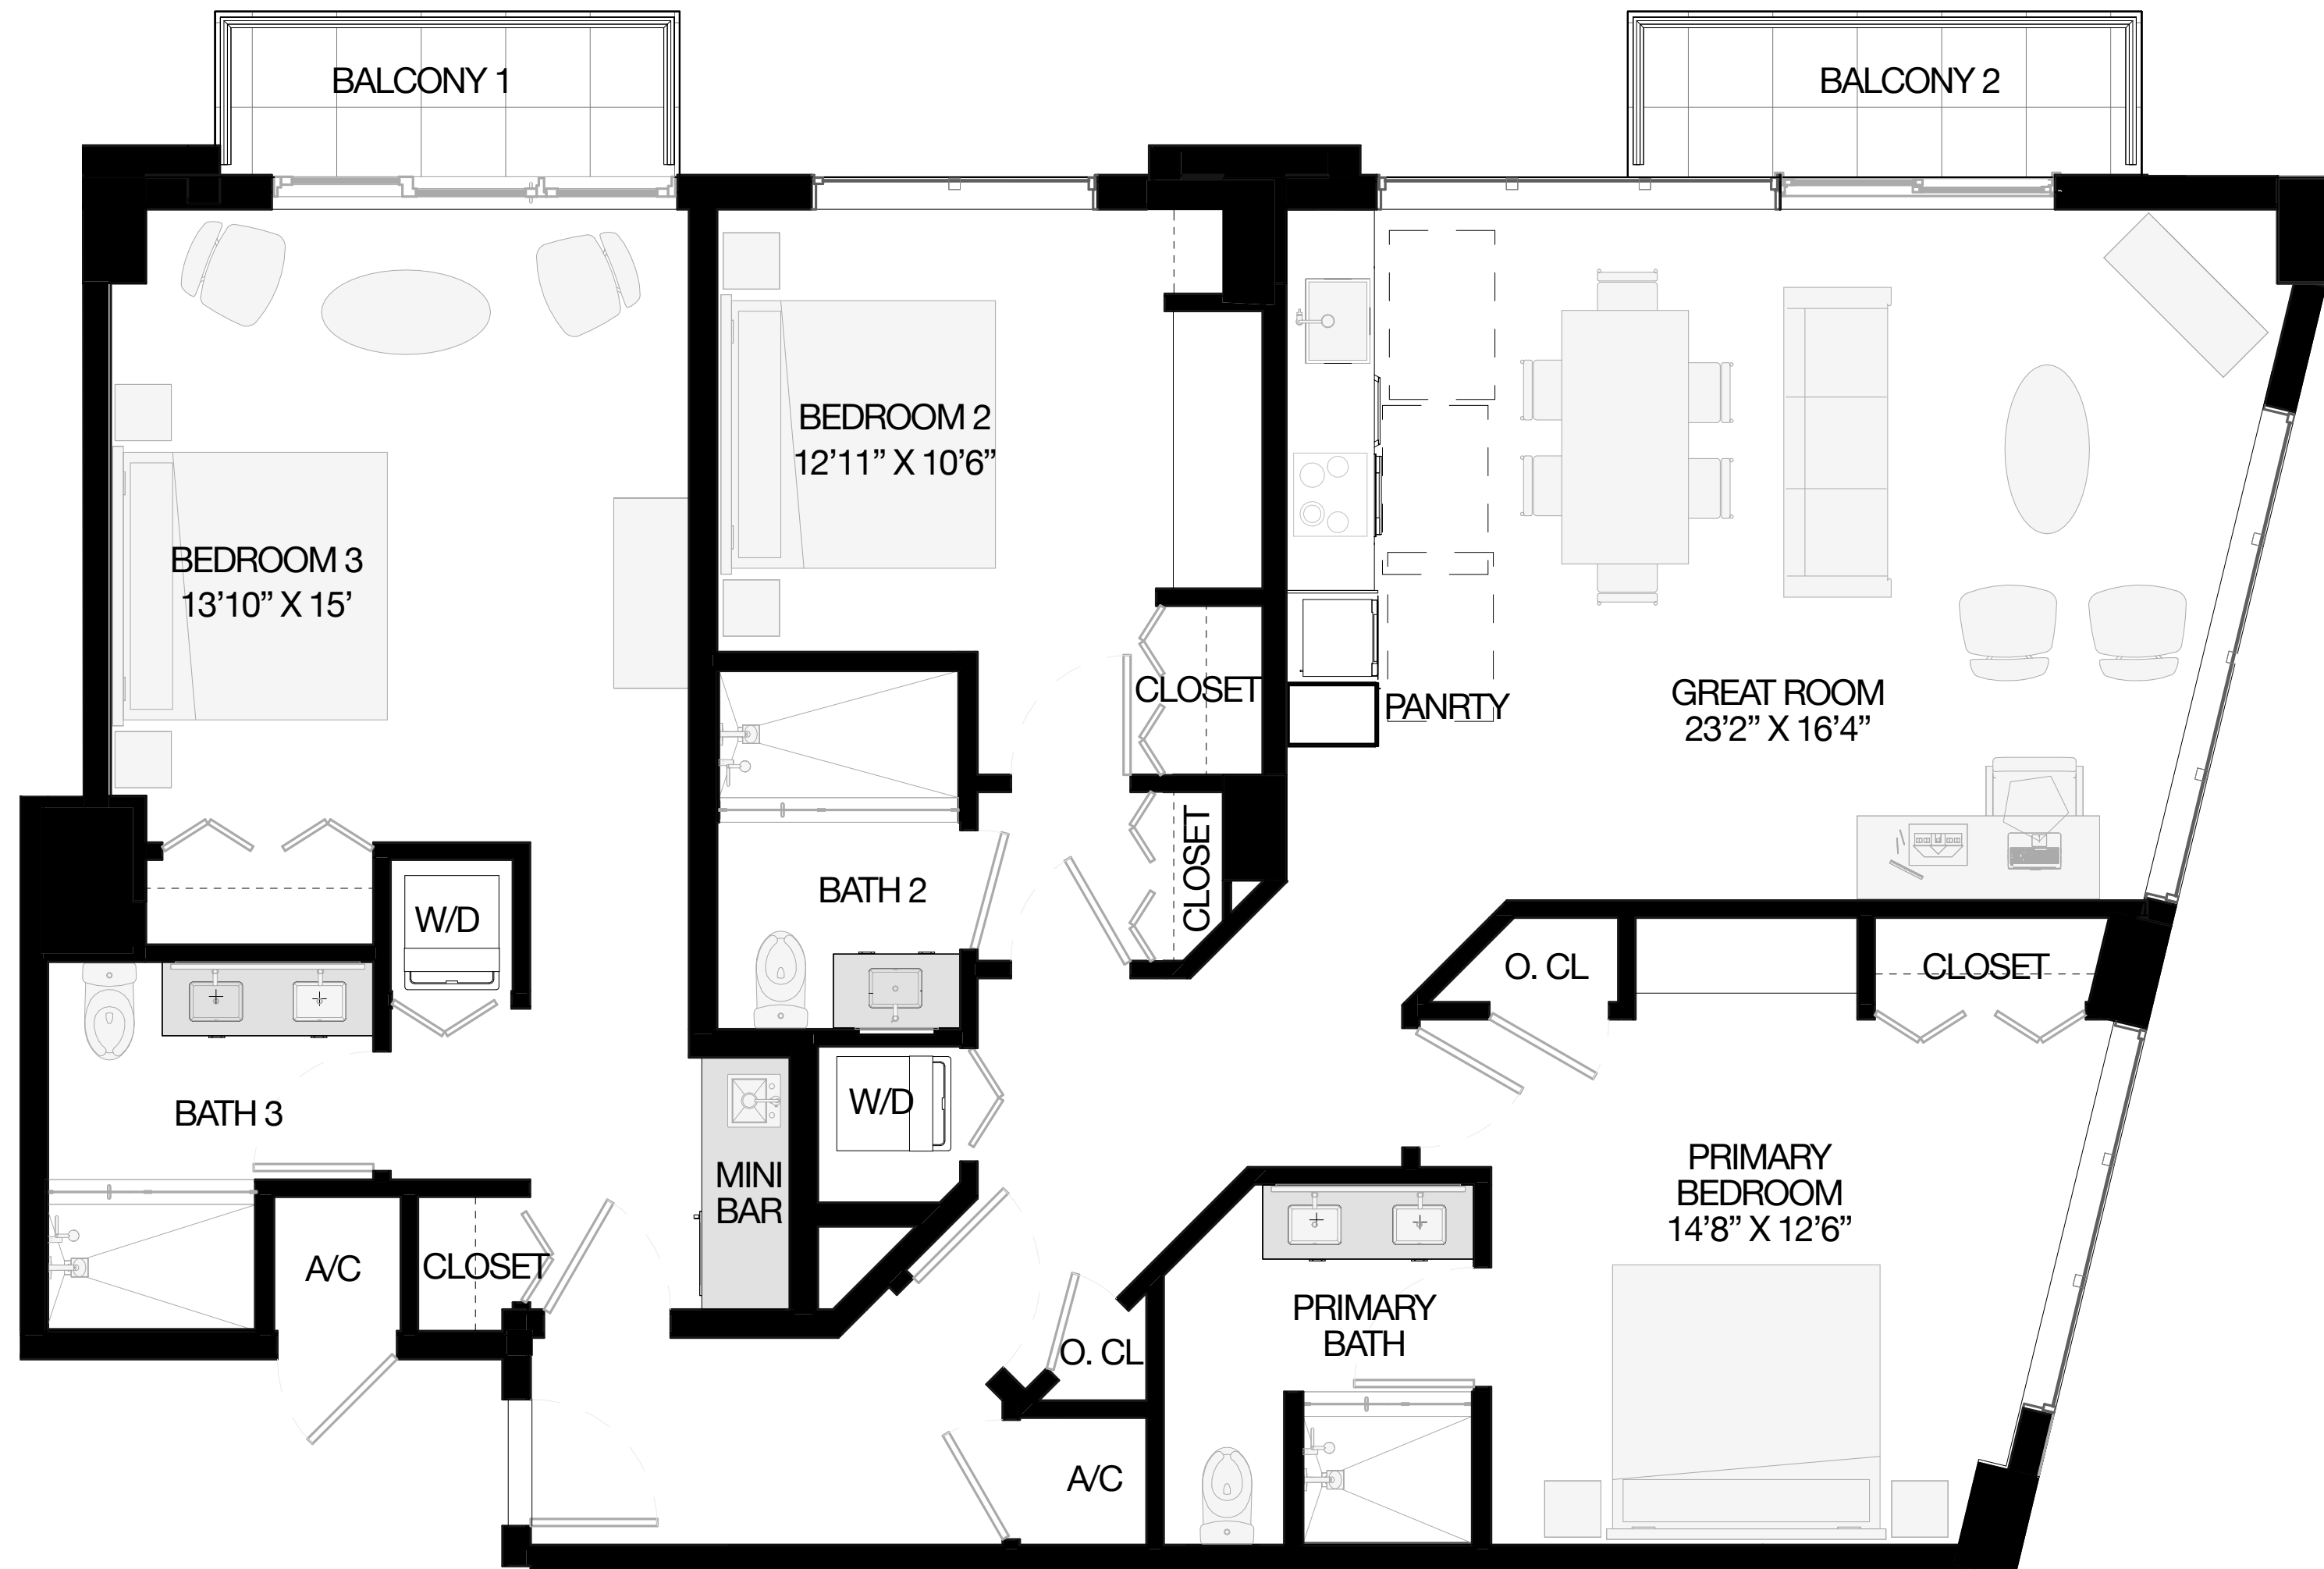 BALCONY 1
BALCONY 2
BEDROOM 2
12’11” X 10’6”
BEDROOM 3
13’10” X 15’
CLOSET
PANRTY
GREAT ROOM
23’2” X 16’4”
CLOSET
BATH 2
W/D
O. CL
CLOSET
W/D
BATH 3
MINI
BAR
PRIMARY
BEDROOM
14’8” X 12’6”
A/C
CLOSET
PRIMARY
BATH
O. CL
A/C